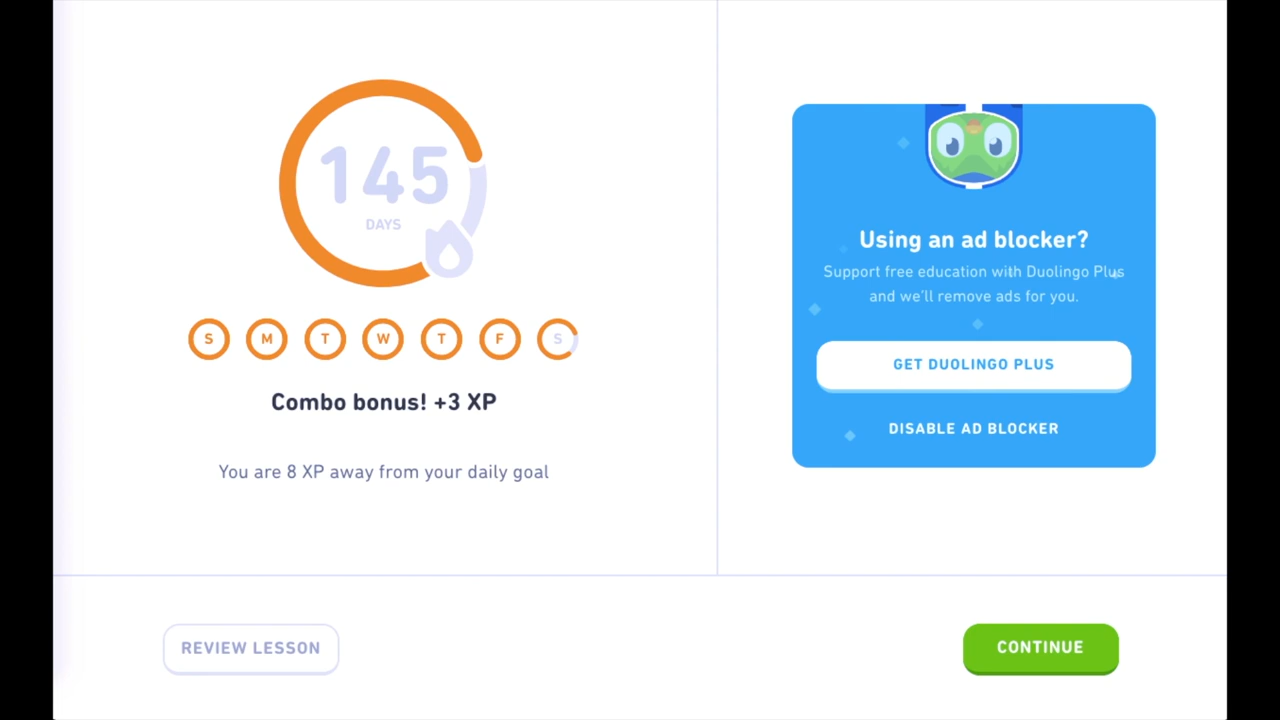 145
DAYS
S M T W T F S
Combo bonus! +3 XP
You are 8 XP away from your daily goal
Using an ad blocker?
Support free education with Duolingo Plus
and we'll remove ads for you.
GET DUOLINGO PLUS
DISABLE AD BLOCKER
REVIEW LESSON
CONTINUE